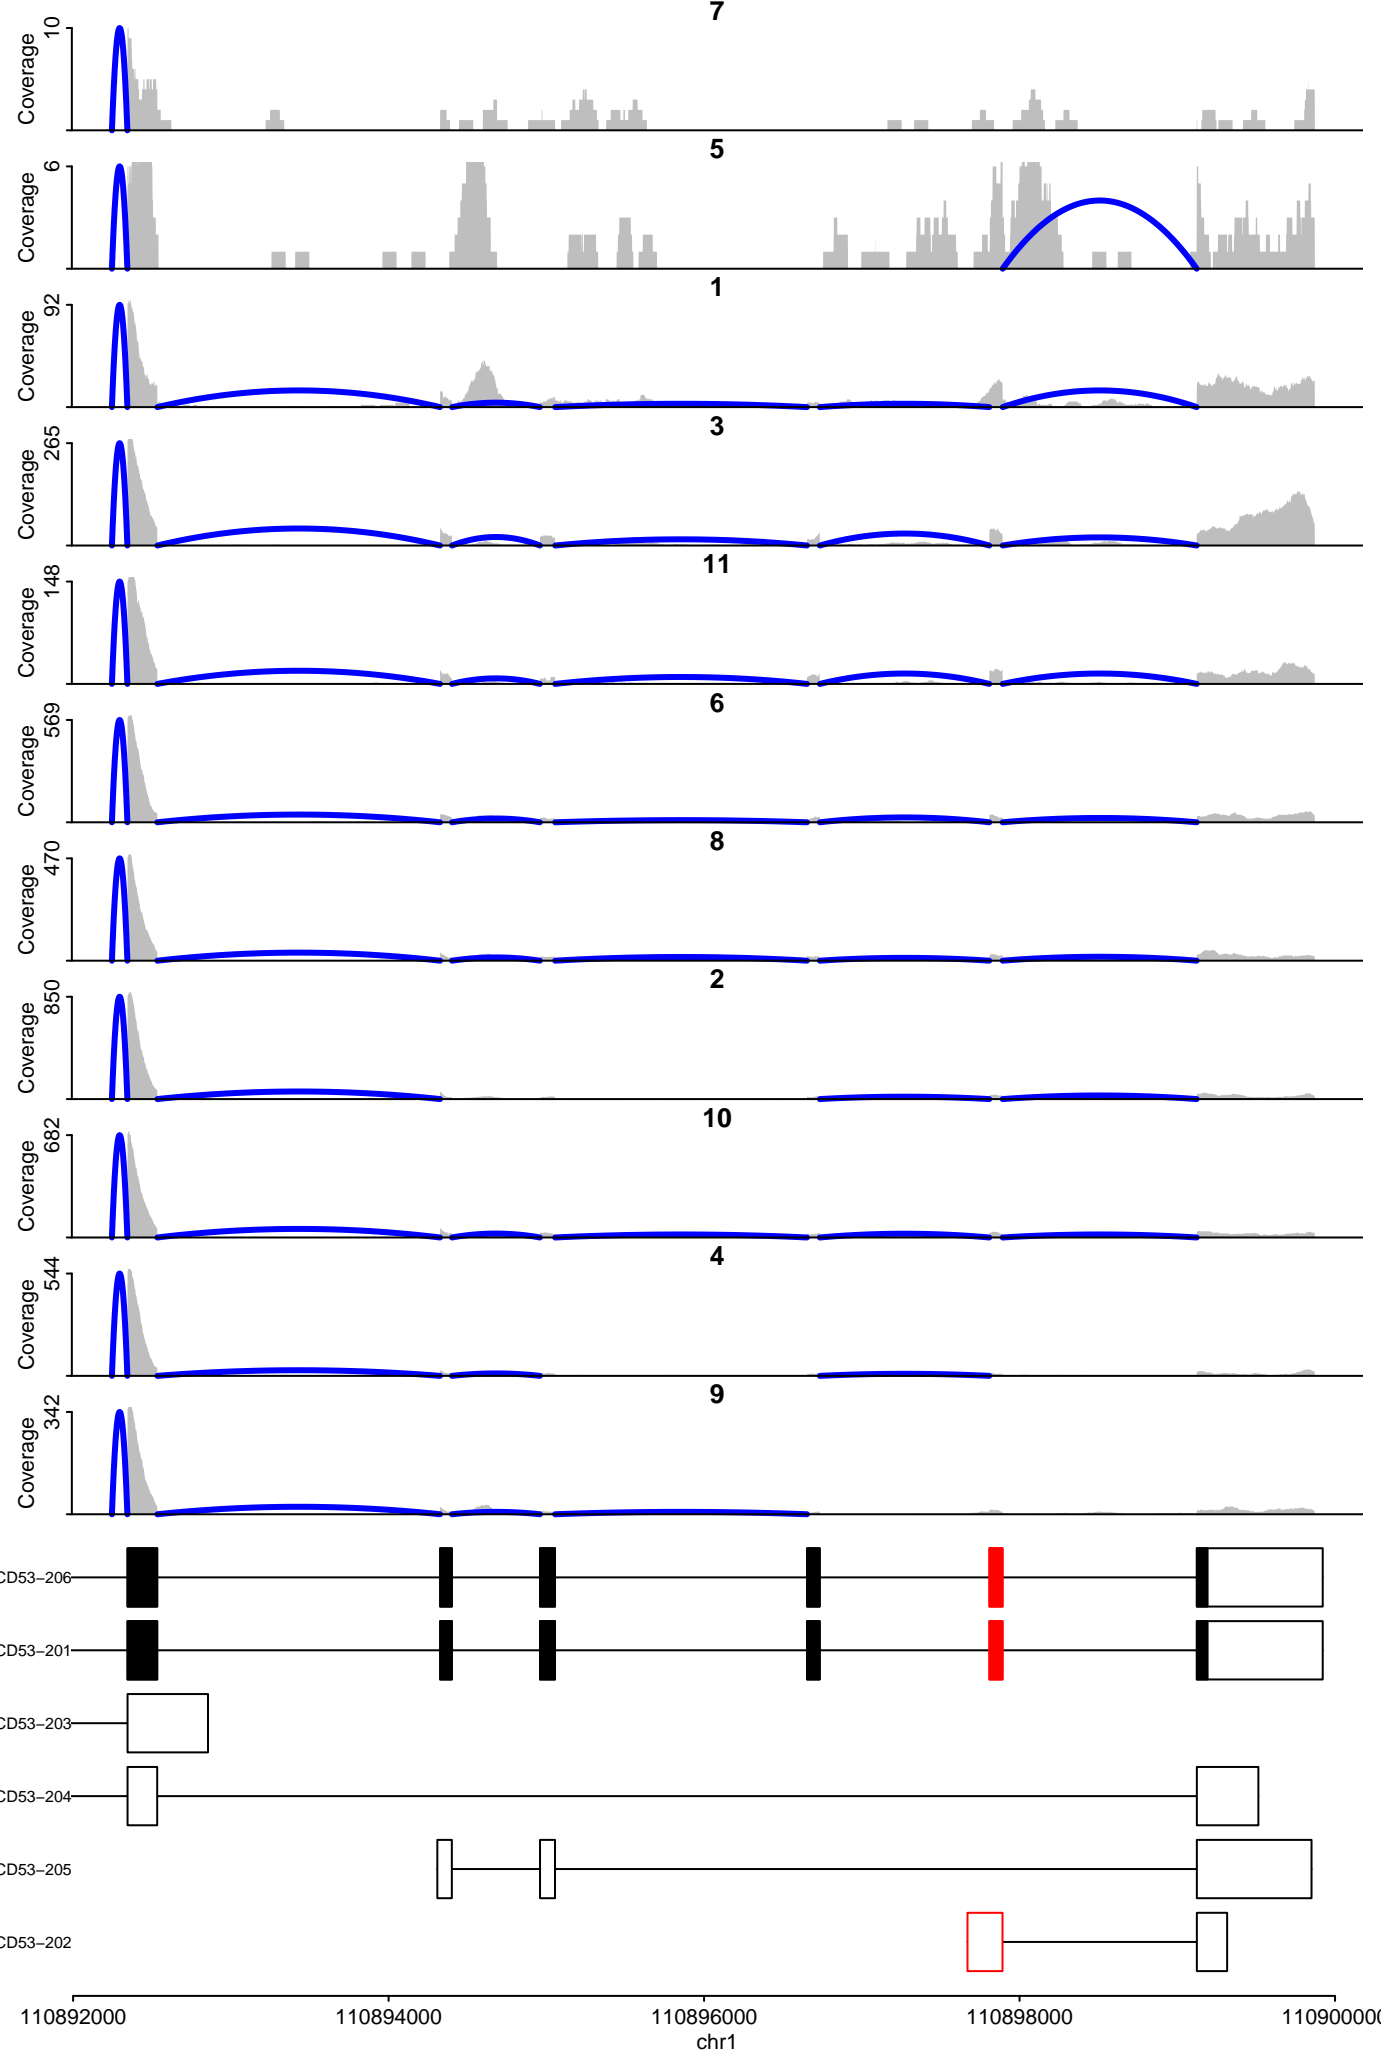 7
Coverage 10
5
Coverage 6
1
Coverage 92
3
Coverage 265
11
Coverage 148
6
Coverage 569
8
Coverage 470
2
Coverage 850
10
Coverage 682
4
Coverage 544
9
Coverage 342
CD53−206
CD53−201
CD53−203
CD53−204
CD53−205
CD53−202
110892000 110894000 110896000 110898000 110900000
chr1